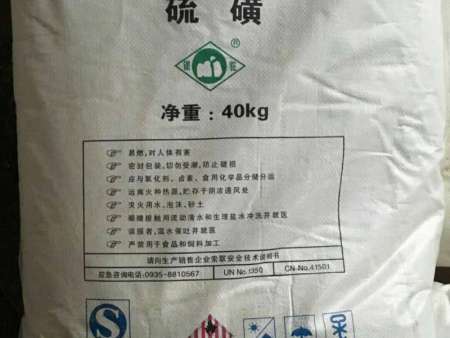 硫磺
®
净重：40kg
易燃，对人体有害
密封包装，切勿受潮，防止破损
应与氧化剂、卤素、食用化学品分储分运
远离火种热源，贮存于阴凉通风处
灭火用水、泡沫、砂土
眼睛接触用流动清水和生理盐水冲洗并就医
误服者，温水催吐并就医
严禁用于食品和饲料加工
请向生产销售企业索取安全技术说明书
应急咨询电话：0935-8810567 UN No.1350 CN-No.41501